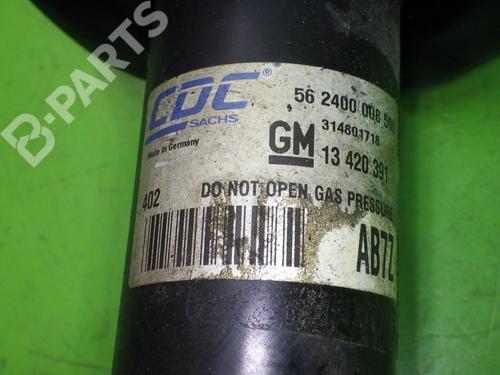 B-PARTS
CDC®
SACHS
Made in Germany
56 2400 008
314801718
GM 13 420 391
402 DO NOT OPEN GAS PRESSURE
AB7Z